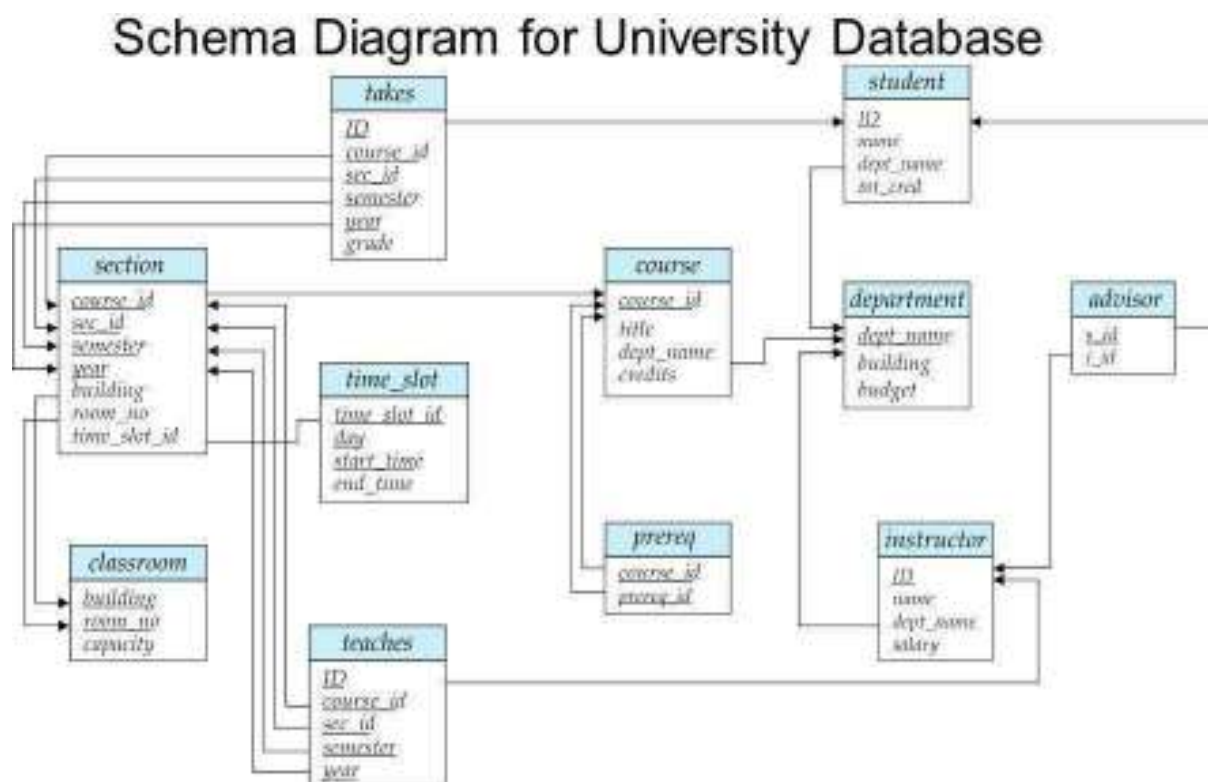 Schema Diagram for University Database
takes
ID
course_id
sec_id
semester
year
grade
student
ID
name
dept_name
tot_cred
section
course_id
sec_id
semester
year
building
room_no
time_slot_id
course
course_id
title
dept_name
credits
department
dept_name
building
budget
advisor
s_id
i_id
time_slot
time_slot_id
day
start_time
end_time
prereq
course_id
prereq_id
instructor
ID
name
dept_name
salary
classroom
building
room_no
capacity
teaches
ID
course_id
sec_id
semester
year